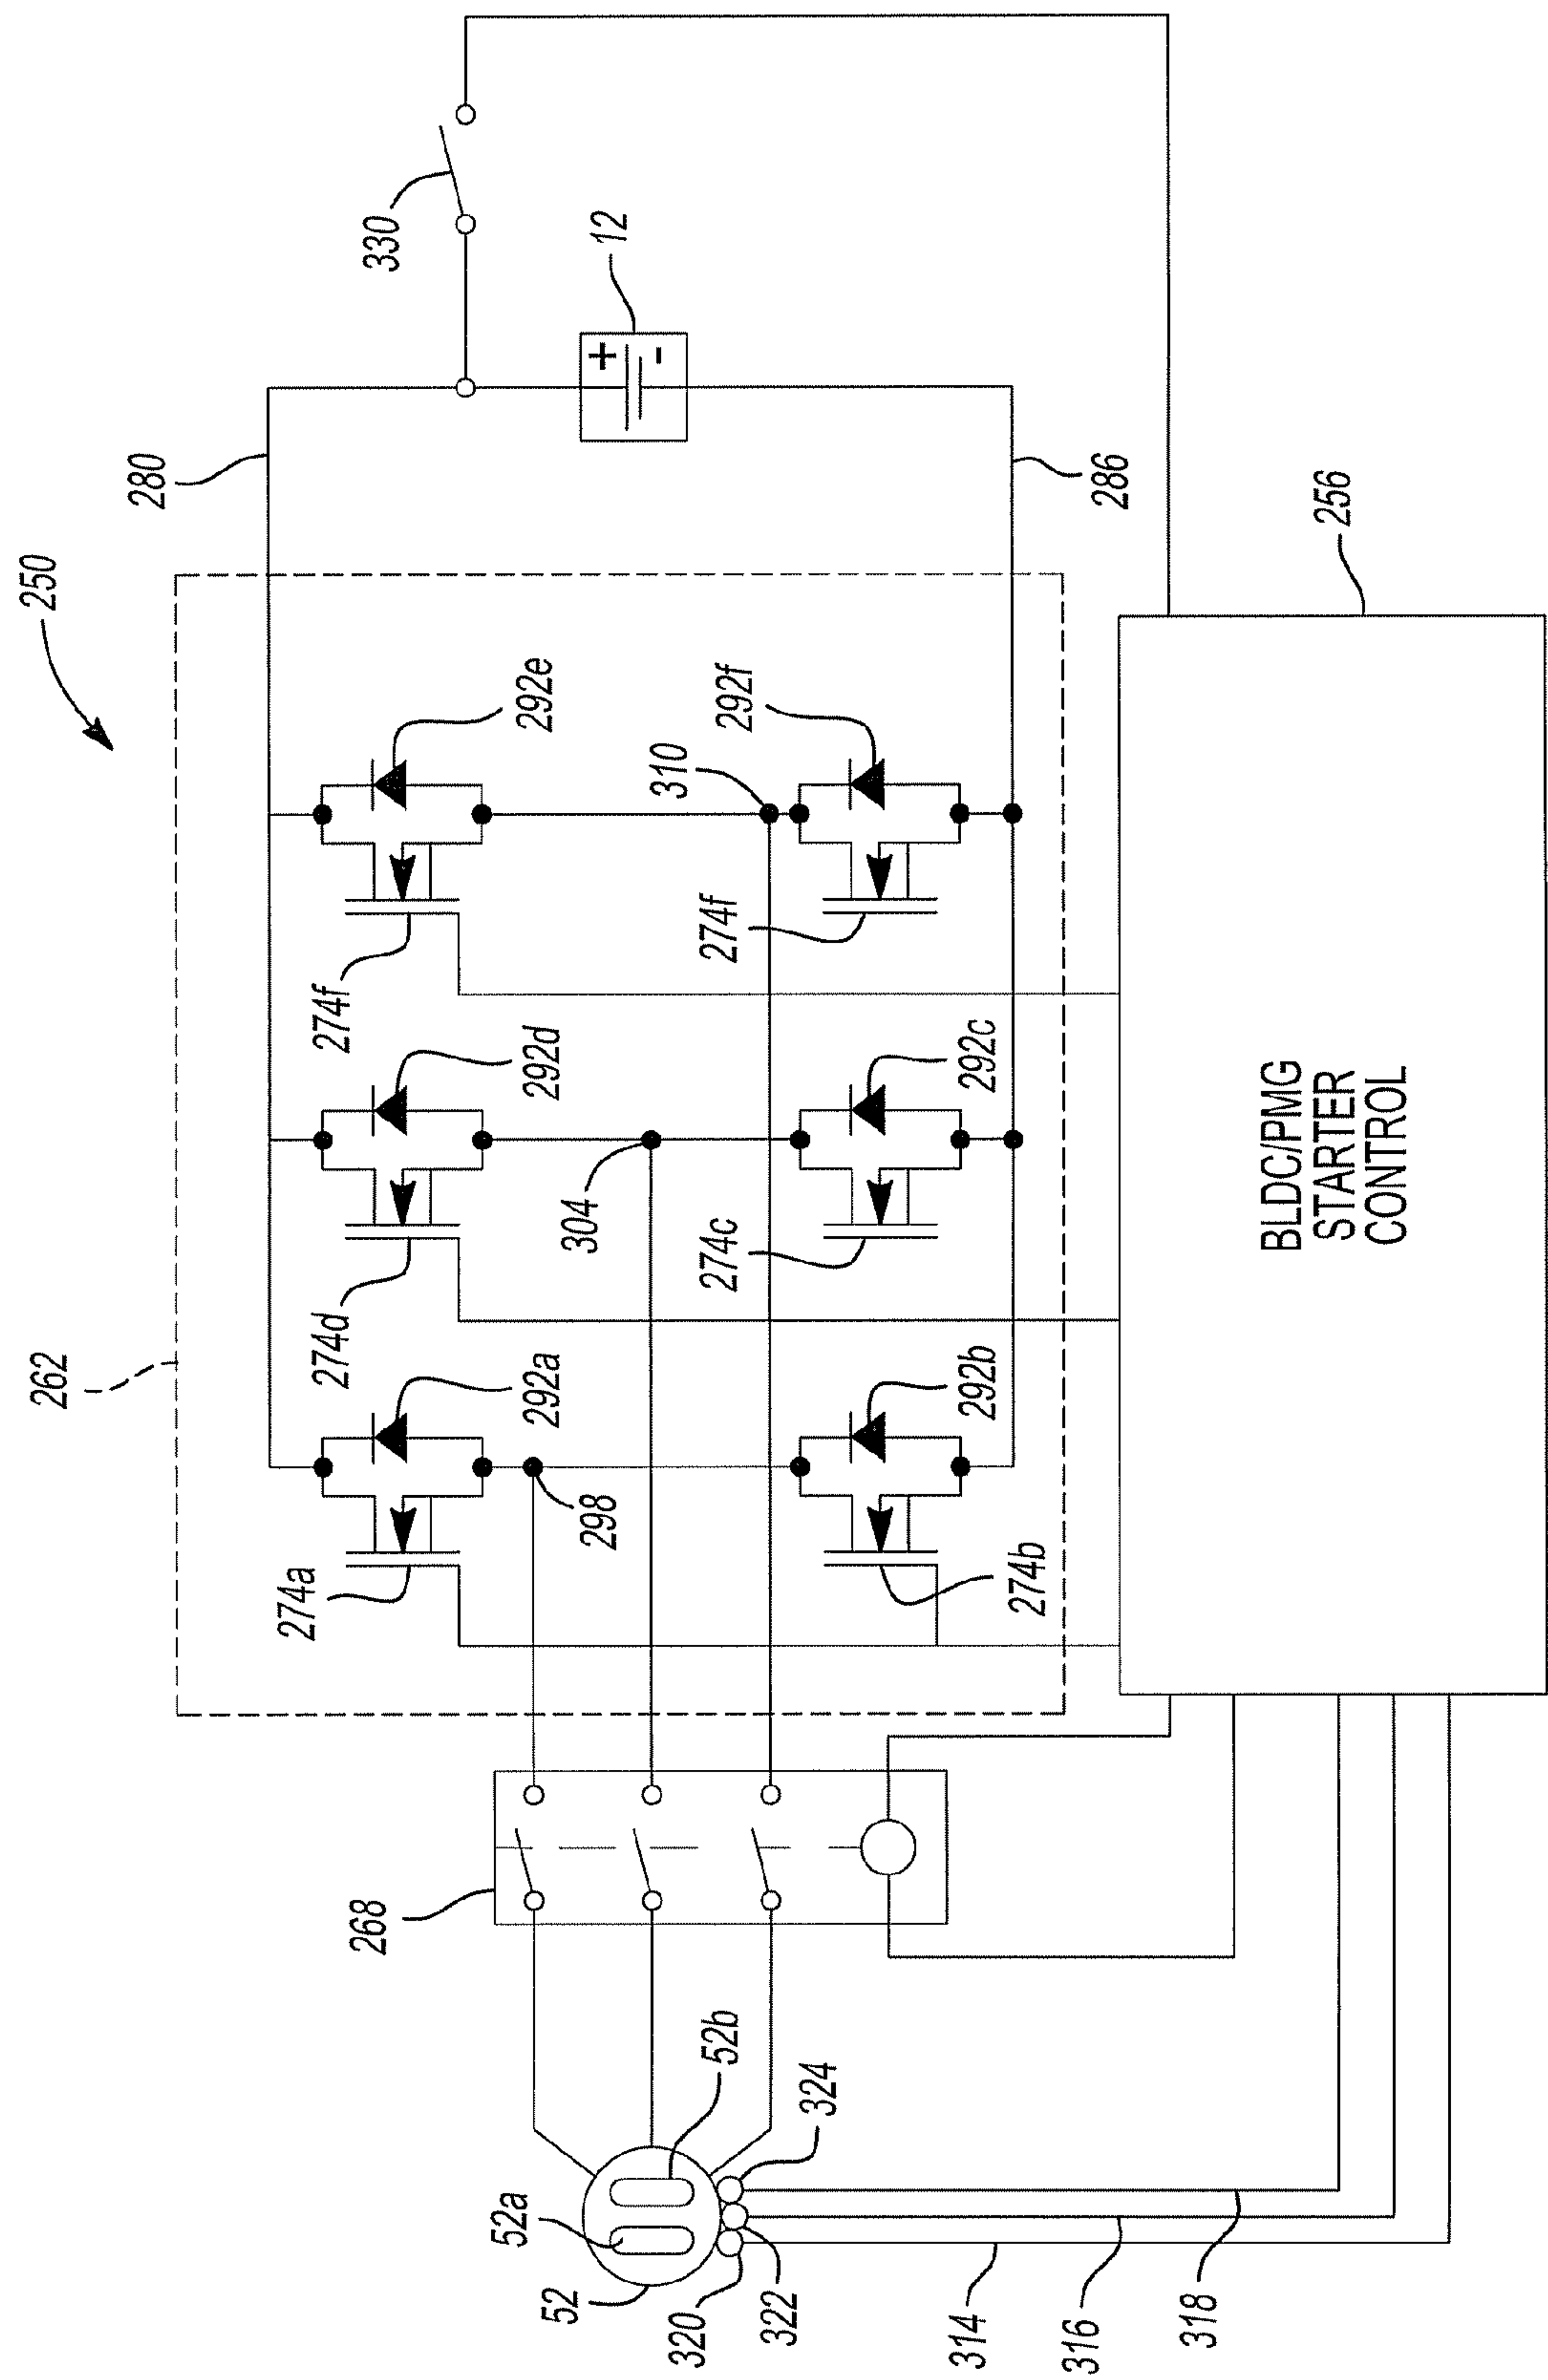 250
262
280
330
12
274a
292a
274d
292d
274f
292e
298
304
310
274b
292b
274c
292c
274f
292f
286
268
52
52a
52b
320
322
324
314
316
318
256
BLDC/PMG
STARTER
CONTROL
+
-